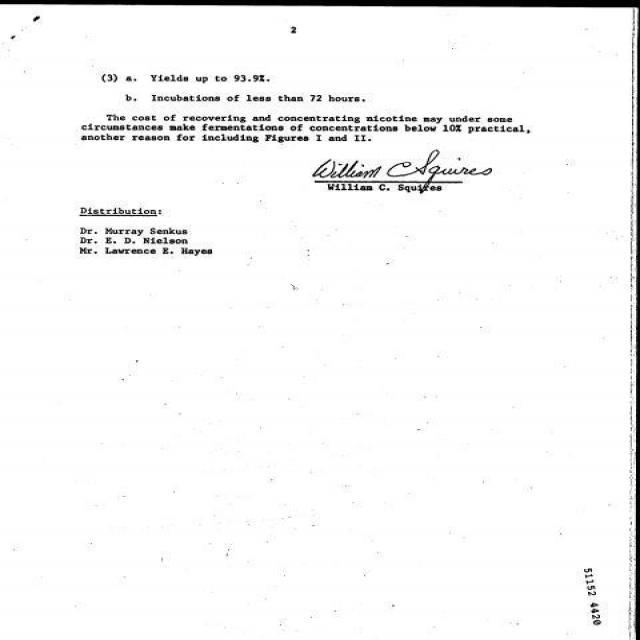 2
(3) a. Yields up to 93.9%.
b. Incubations of less than 72 hours.
The cost of recovering and concentrating nicotine may under some
circumstances make fermentations of concentrations below 10% practical,
another reason for including Figures I and II.
William C Squires
William C. Squires
Distribution:
Dr. Murray Senkus
Dr. E. D. Nielson
Mr. Lawrence E. Hayes
51152 4420